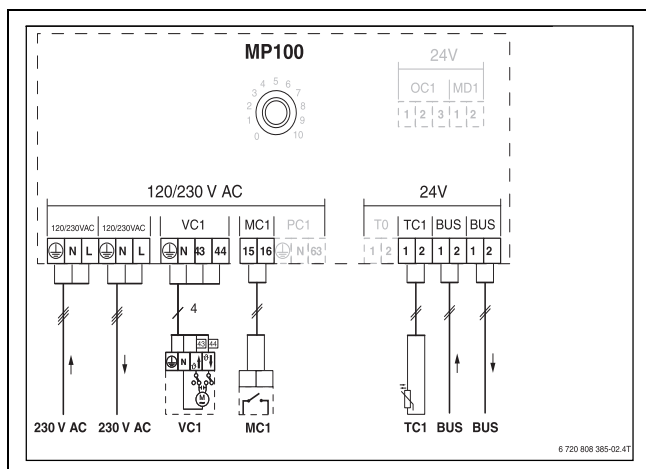 MP100
24V
OC1 MD1
1 2 3 1 2
0 1 2 3 4 5 6 7 8 9 10
120/230 V AC
24V
120/230VAC 120/230VAC VC1 MC1 PC1 T0 TC1 BUS BUS
N L N L N 43 44 15 16 N 63 1 2 1 2 1 2 1 2
4
43 44
N ϑ ϑ
M
230 V AC 230 V AC VC1 MC1 TC1 BUS BUS
6 720 808 385-02.4T